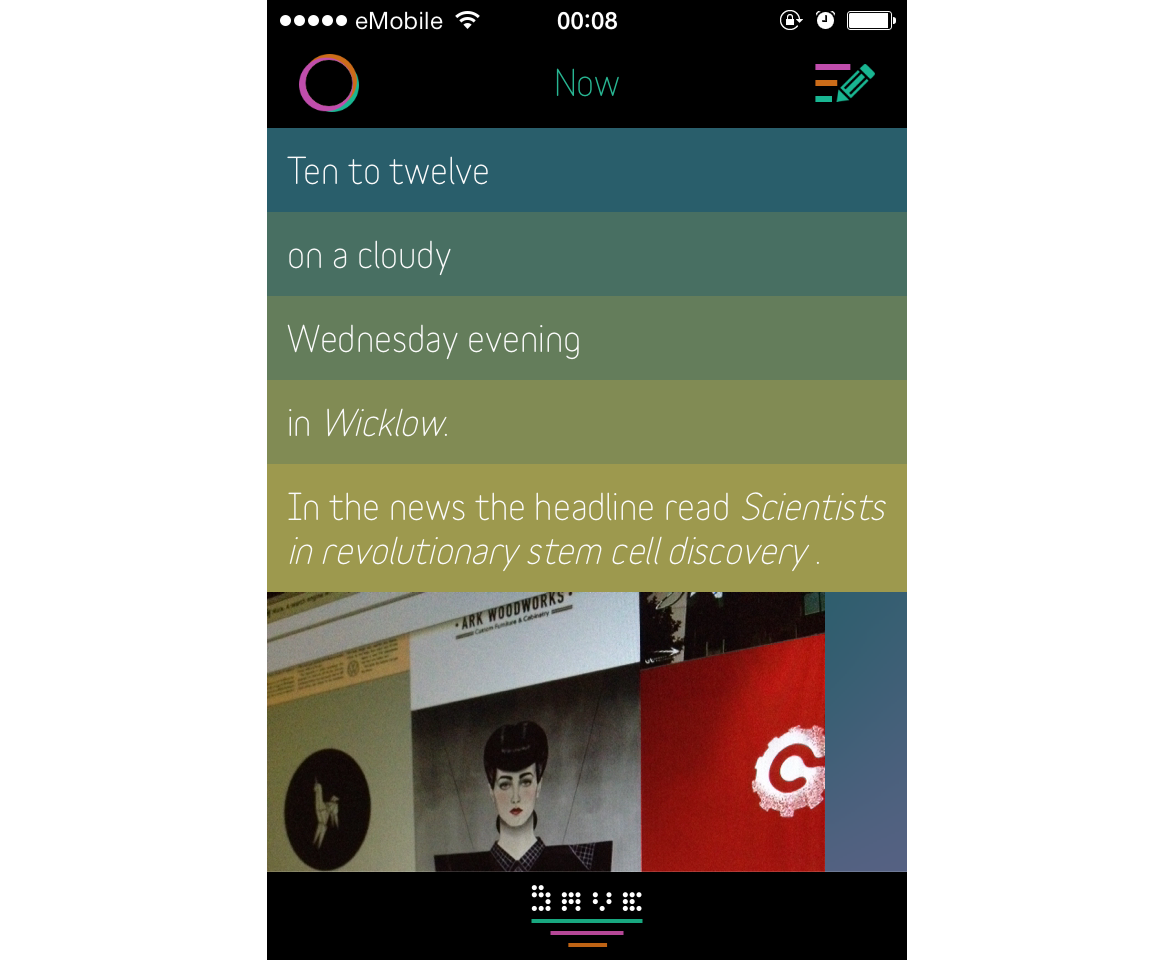 eMobile 00:08
Now
Ten to twelve
on a cloudy
Wednesday evening
in Wicklow.
In the news the headline read Scientists
in revolutionary stem cell discovery .
• ARK WOODWORKS •
Custom Furniture & Cabinetry
C
save